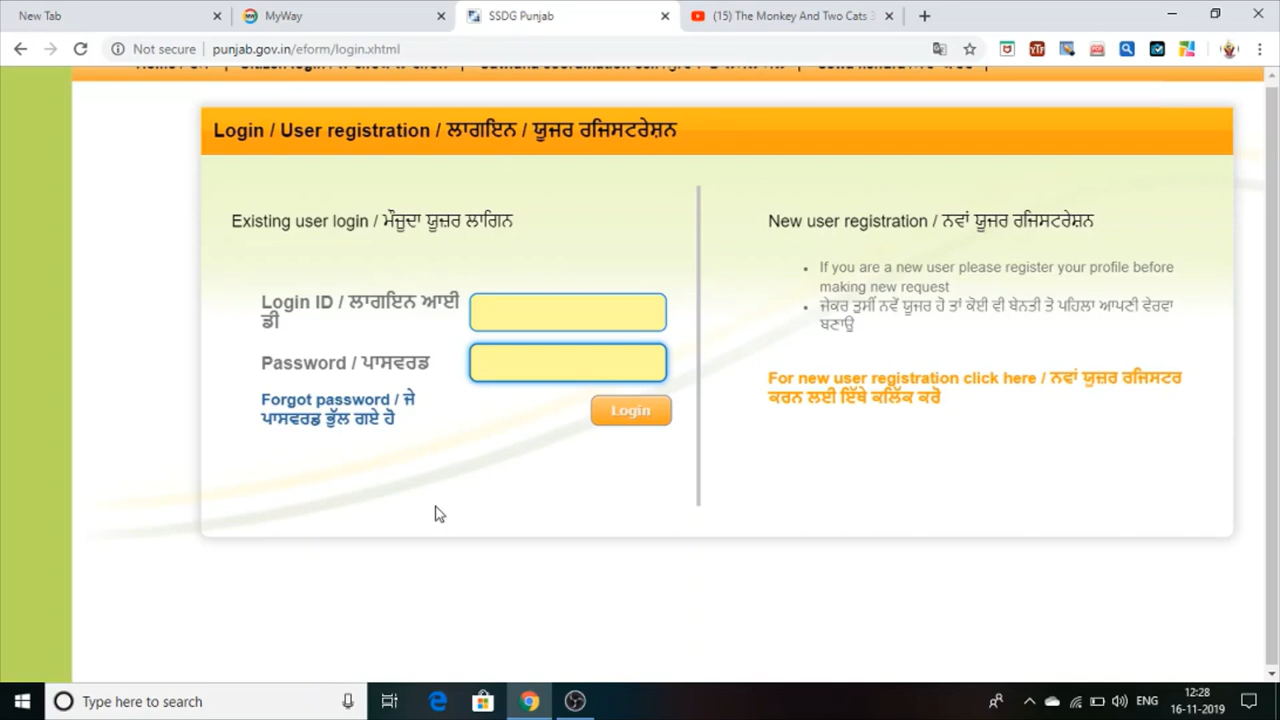 New Tab
MyWay
SSDG Punjab
(15) The Monkey And Two Cats
Not secure
punjab.gov.in/eform/login.xhtml
Login / User registration / ਲਾਗਇਨ / ਯੂਜਰ ਰਜਿਸਟਰੇਸ਼ਨ
Existing user login / ਮੌਜੂਦਾ ਯੂਜ਼ਰ ਲਾਗਿਨ
Login ID / ਲਾਗਇਨ ਆਈ
ਡੀ
Password / ਪਾਸਵਰਡ
Forgot password / ਜੇ
ਪਾਸਵਰਡ ਭੁੱਲ ਗਏ ਹੋ
Login
New user registration / ਨਵਾਂ ਯੂਜਰ ਰਜਿਸਟਰੇਸ਼ਨ
If you are a new user please register your profile before
making new request
ਜੇਕਰ ਤੁਸੀਂ ਨਵੇਂ ਯੂਜਰ ਹੋ ਤਾਂ ਕੋਈ ਵੀ ਬੇਨਤੀ ਤੋ ਪਹਿਲਾ ਆਪਣੀ ਵੇਰਵਾ
ਬਣਾਉ
For new user registration click here / ਨਵਾਂ ਯੂਜ਼ਰ ਰਜਿਸਟਰ
ਕਰਨ ਲਈ ਇੱਥੇ ਕਲਿੱਕ ਕਰੋ
Type here to search
ENG
12:28
16-11-2019